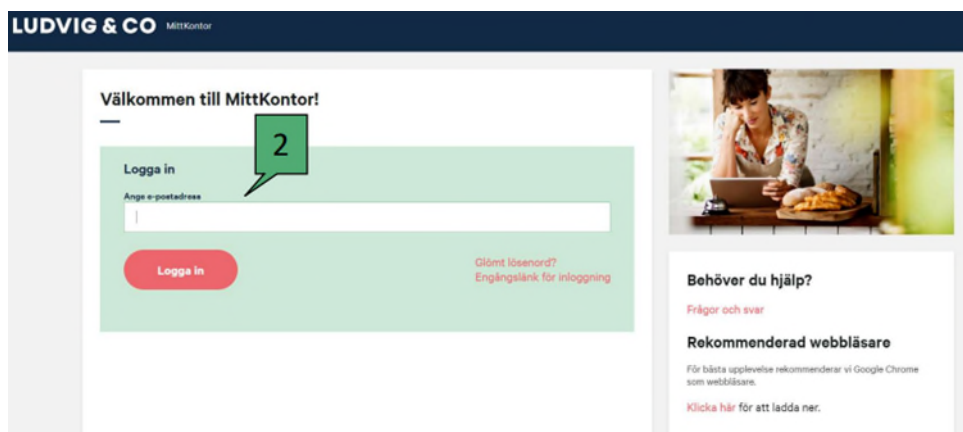 LUDVIG & CO MittKontor
Välkommen till MittKontor!
2
Logga in
Ange e-postadress
Logga in
Glömt lösenord?
Engångslänk för inloggning
Behöver du hjälp?
Frågor och svar
Rekommenderad webbläsare
För bästa upplevelse rekommenderar vi Google Chrome
som webbläsare.
Klicka här för att ladda ner.